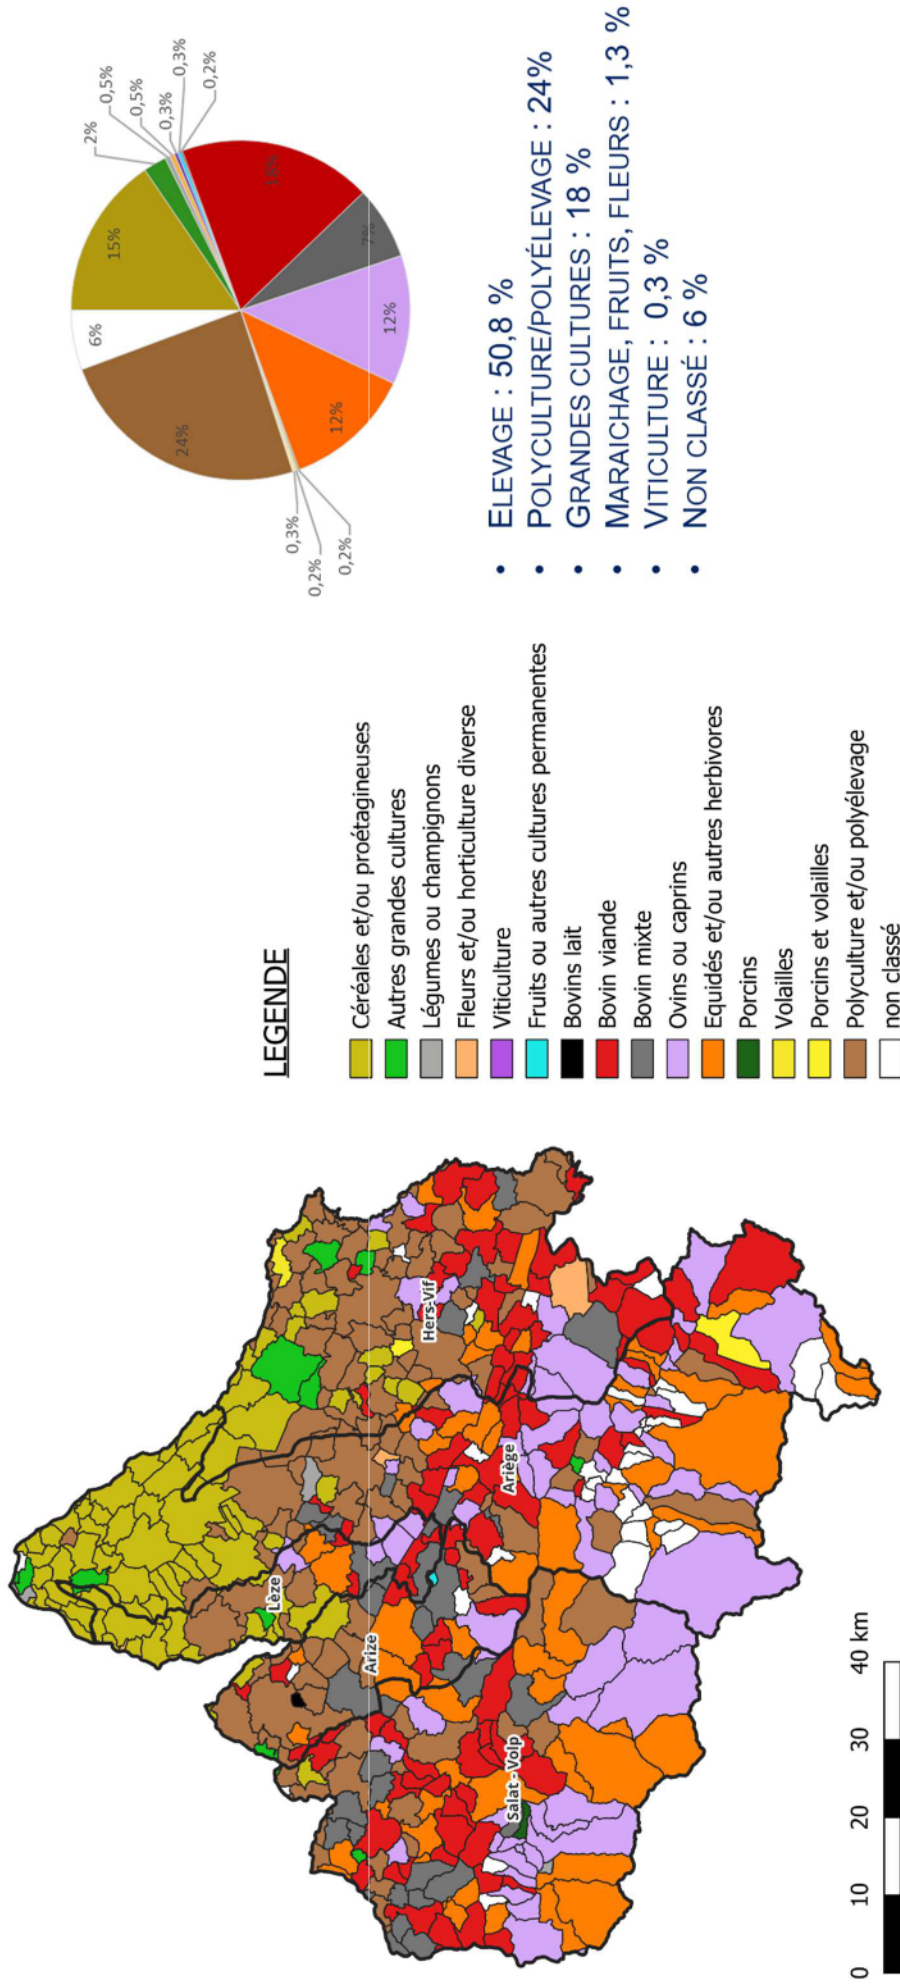 Lèze
Arize
Hers-Vif
Ariège
Salat - Volp
0 10 20 30 40 km
LEGENDE
Céréales et/ou proétagineuses
Autres grandes cultures
Légumes ou champignons
Fleurs et/ou horticulture diverse
Viticulture
Fruits ou autres cultures permanentes
Bovins lait
Bovin viande
Bovin mixte
Ovins ou caprins
Equidés et/ou autres herbivores
Porcins
Volailles
Porcins et volailles
Polyculture et/ou polyélevage
non classé
15%
2%
0,5%
0,5%
0,3%
0,3%
0,2%
18%
7%
12%
12%
0,2%
0,2%
0,3%
24%
6%
• ELEVAGE : 50,8 %
• POLYCULTURE/POLYÉLEVAGE : 24%
• GRANDES CULTURES : 18 %
• MARAICHAGE, FRUITS, FLEURS : 1,3 %
• VITICULTURE : 0,3 %
• NON CLASSÉ : 6 %